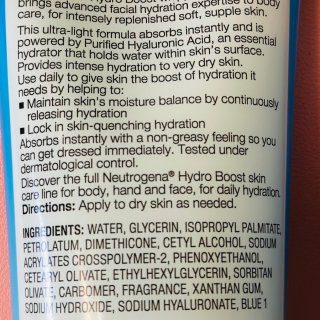 brings advanced facial hydration expertise to body
care, for intensely replenished soft, supple skin.
This ultra-light formula absorbs instantly and is
powered by Purified Hyaluronic Acid, an essential
hydrator that holds water within skin's surface.
Provides intense hydration to very dry skin.
Use daily to give skin the boost of hydration it
needs by helping to:
■ Maintain skin's moisture balance by continuously
releasing hydration
■ Lock in skin-quenching hydration
Absorbs instantly with a non-greasy feeling so you
can get dressed immediately. Tested under
dermatological control.
Discover the full Neutrogena® Hydro Boost skin
care line for body, hand and face, for daily hydration.
Directions: Apply to dry skin as needed.
INGREDIENTS: WATER, GLYCERIN, ISOPROPYL PALMITATE,
PETROLATUM, DIMETHICONE, CETYL ALCOHOL, SODIUM
ACRYLATES CROSSPOLYMER-2, PHENOXYETHANOL,
CETEARYL OLIVATE, ETHYLHEXYLGLYCERIN, SORBITAN
OLIVATE, CARBOMER, FRAGRANCE, XANTHAN GUM,
SODIUM HYDROXIDE, SODIUM HYALURONATE, BLUE 1